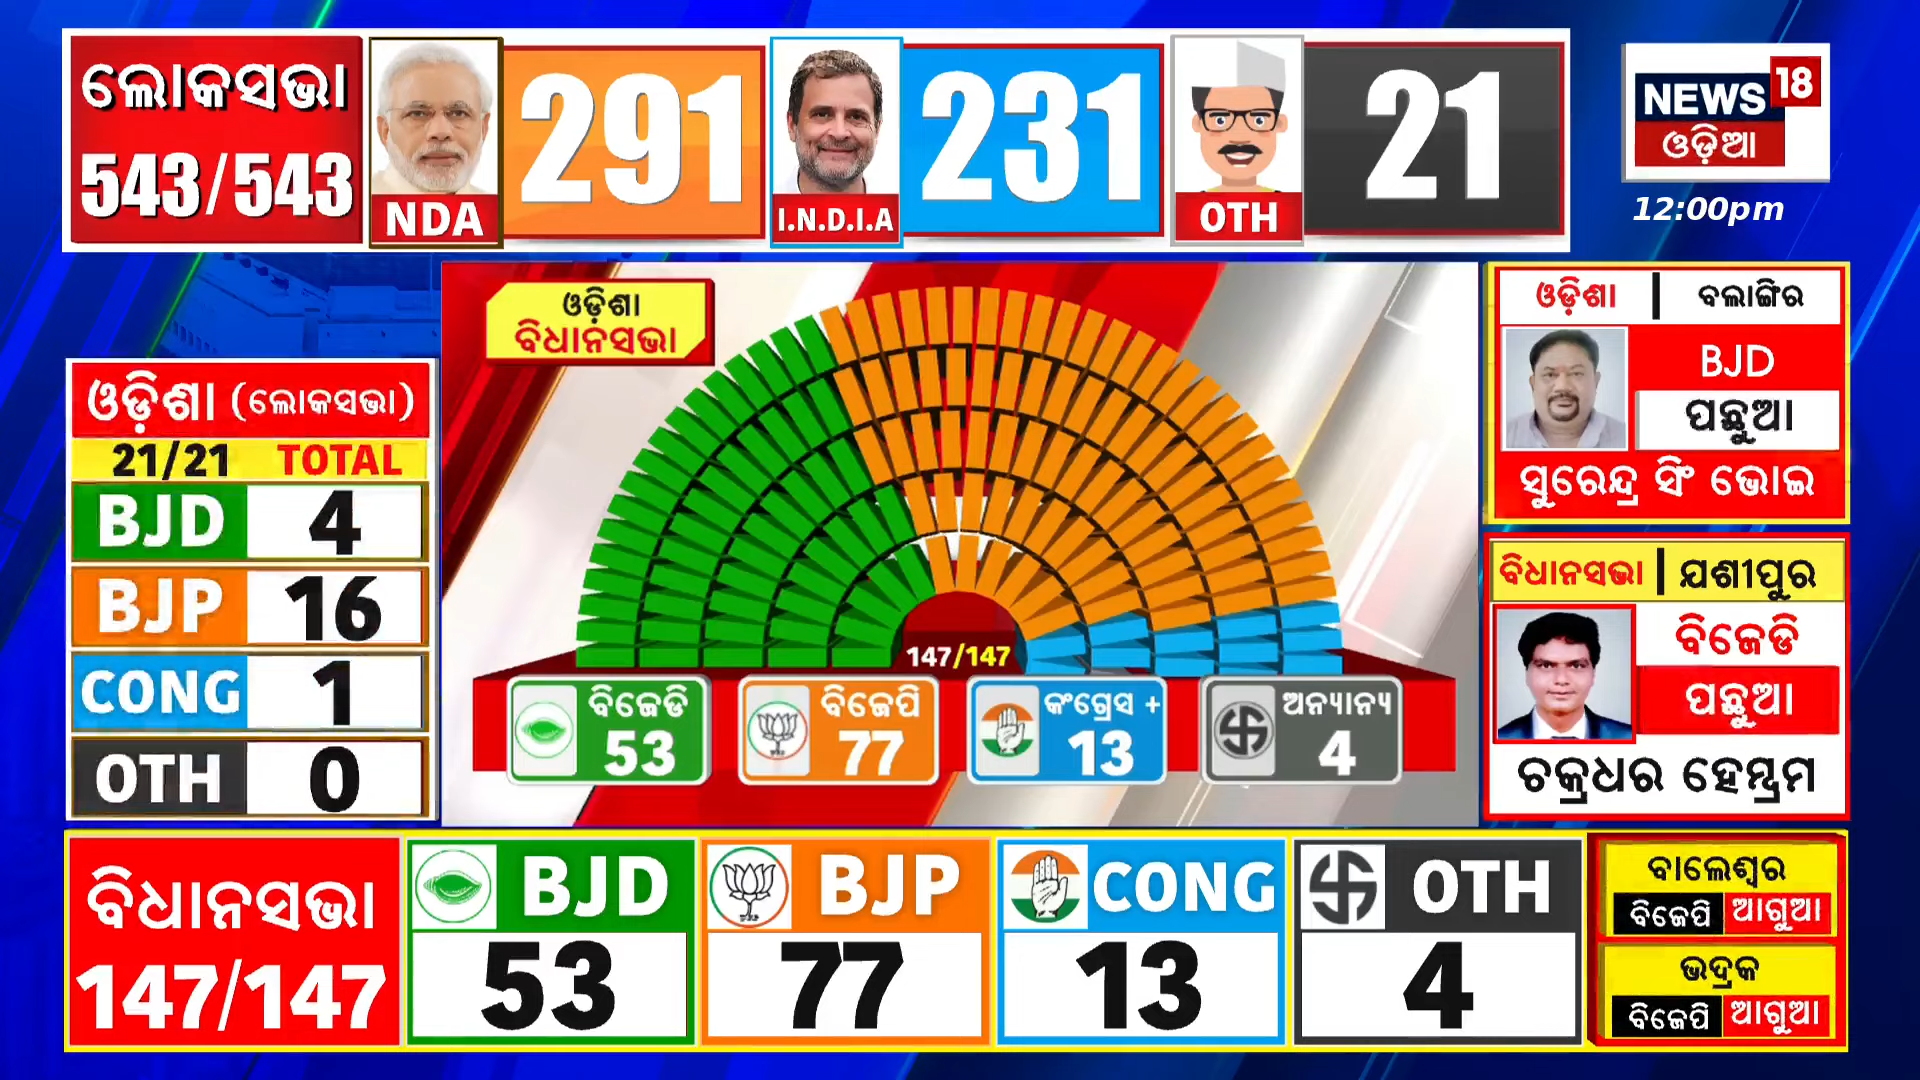 ଲୋକସଭା
543/543
NDA
291
I.N.D.I.A
231
OTH
21
NEWS 18
ଓଡ଼ିଆ
12:00pm
ଓଡ଼ିଶା (ଲୋକସଭା)
21/21 TOTAL
BJD 4
BJP 16
CONG 1
OTH 0
ଓଡ଼ିଶା
ବିଧାନସଭା
147/147
ବିଜେଡି
53
ବିଜେପି
77
କଂଗ୍ରେସ +
13
ଅନ୍ୟାନ୍ୟ
4
ଓଡ଼ିଶା | ବଲାଙ୍ଗିର
BJD
ପଛୁଆ
ସୁରେନ୍ଦ୍ର ସିଂ ଭୋଇ
ବିଧାନସଭା | ଯଶୀପୁର
ବିଜେଡି
ପଛୁଆ
ଚକ୍ରଧର ହେମ୍ବ୍ରମ
ବିଧାନସଭା
147/147
BJD
53
BJP
77
CONG
13
OTH
4
ବାଲେଶ୍ୱର
ବିଜେପି ଆଗୁଆ
ଭଦ୍ରକ
ବିଜେପି ଆଗୁଆ